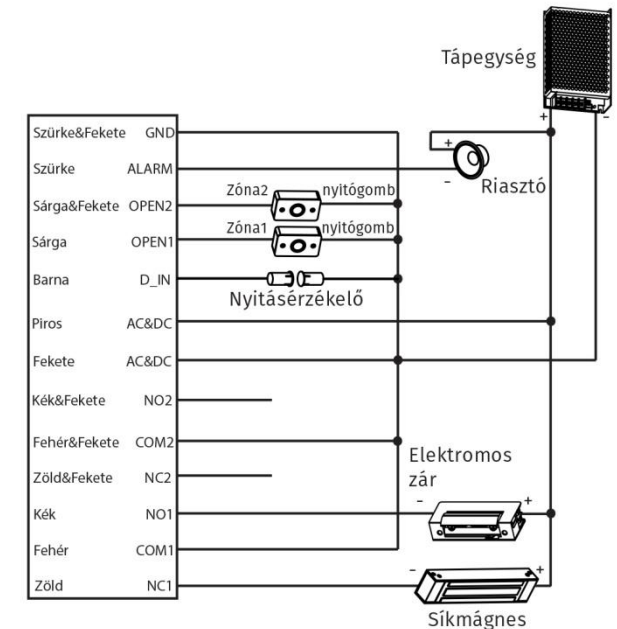 Tápegység
+ -
Szürke&Fekete GND
+
Szürke ALARM
- Riasztó
Sárga&Fekete OPEN2 Zóna2 nyitógomb
Sárga OPEN1 Zóna1 nyitógomb
Barna D_IN
Nyitásérzékelő
Piros AC&DC
Fekete AC&DC
Kék&Fekete NO2
Fehér&Fekete COM2
Elektromos
zár
Zöld&Fekete NC2
- +
Kék NO1
Fehér COM1
- +
Zöld NC1
Síkmágnes